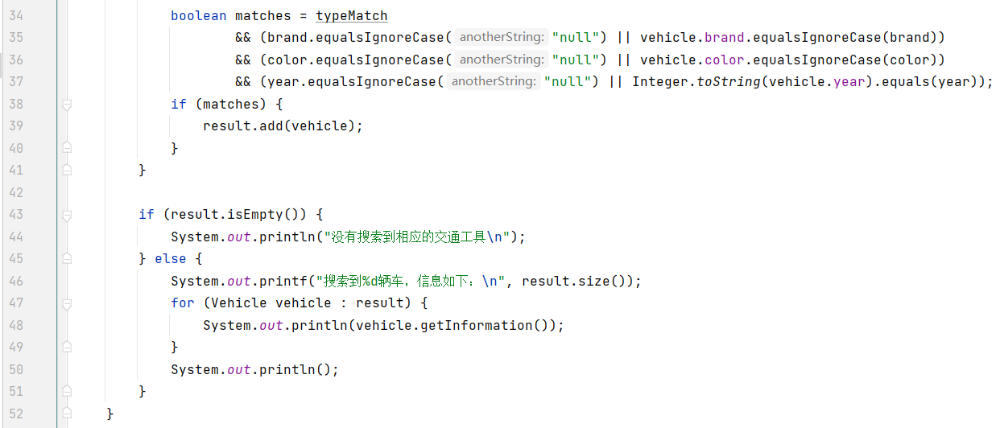 34 boolean matches = typeMatch
35 && (brand.equalsIgnoreCase( anotherString: "null") || vehicle.brand.equalsIgnoreCase(brand))
36 && (color.equalsIgnoreCase( anotherString: "null") || vehicle.color.equalsIgnoreCase(color))
37 && (year.equalsIgnoreCase( anotherString: "null") || Integer.toString(vehicle.year).equals(year));
38 if (matches) {
39 result.add(vehicle);
40 }
41 }
42
43 if (result.isEmpty()) {
44 System.out.println("没有搜索到相应的交通工具\n");
45 } else {
46 System.out.printf("搜索到%d辆车，信息如下：\n", result.size());
47 for (Vehicle vehicle : result) {
48 System.out.println(vehicle.getInformation());
49 }
50 System.out.println();
51 }
52 }